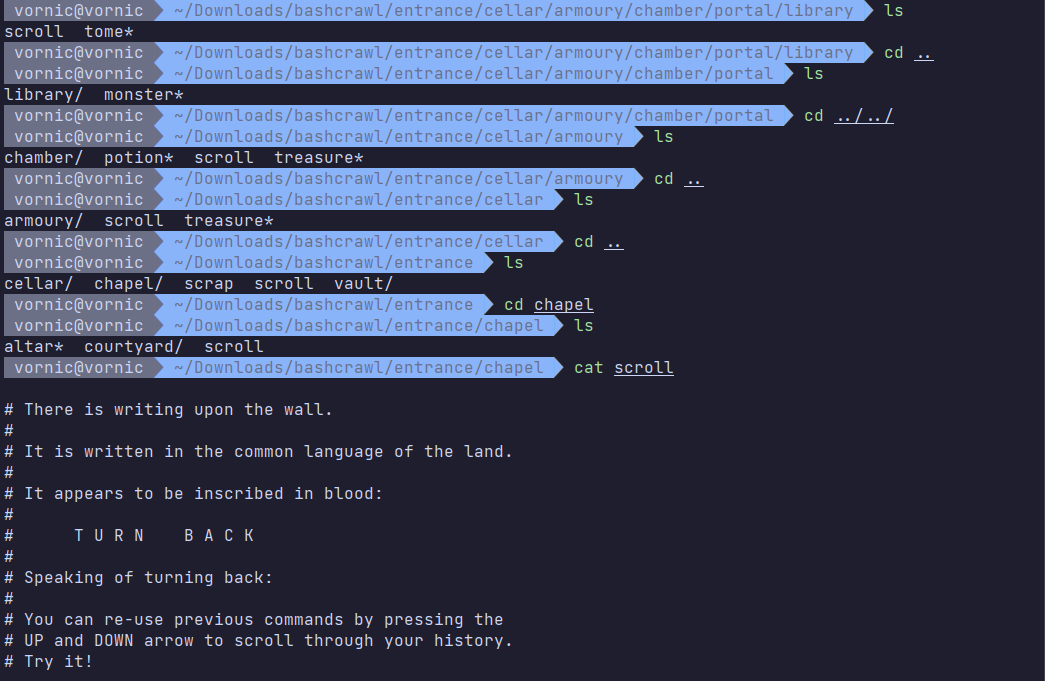 vornic@vornic ~/Downloads/bashcrawl/entrance/cellar/armoury/chamber/portal/library ls
scroll tome*
vornic@vornic ~/Downloads/bashcrawl/entrance/cellar/armoury/chamber/portal/library cd ..
vornic@vornic ~/Downloads/bashcrawl/entrance/cellar/armoury/chamber/portal ls
library/ monster*
vornic@vornic ~/Downloads/bashcrawl/entrance/cellar/armoury/chamber/portal cd ../../
vornic@vornic ~/Downloads/bashcrawl/entrance/cellar/armoury ls
chamber/ potion* scroll treasure*
vornic@vornic ~/Downloads/bashcrawl/entrance/cellar/armoury cd ..
vornic@vornic ~/Downloads/bashcrawl/entrance/cellar ls
armoury/ scroll treasure*
vornic@vornic ~/Downloads/bashcrawl/entrance/cellar cd ..
vornic@vornic ~/Downloads/bashcrawl/entrance ls
cellar/ chapel/ scrap scroll vault/
vornic@vornic ~/Downloads/bashcrawl/entrance cd chapel
vornic@vornic ~/Downloads/bashcrawl/entrance/chapel ls
altar* courtyard/ scroll
vornic@vornic ~/Downloads/bashcrawl/entrance/chapel cat scroll
# There is writing upon the wall.
#
# It is written in the common language of the land.
#
# It appears to be inscribed in blood:
#
# T U R N B A C K
#
# Speaking of turning back:
#
# You can re-use previous commands by pressing the
# UP and DOWN arrow to scroll through your history.
# Try it!